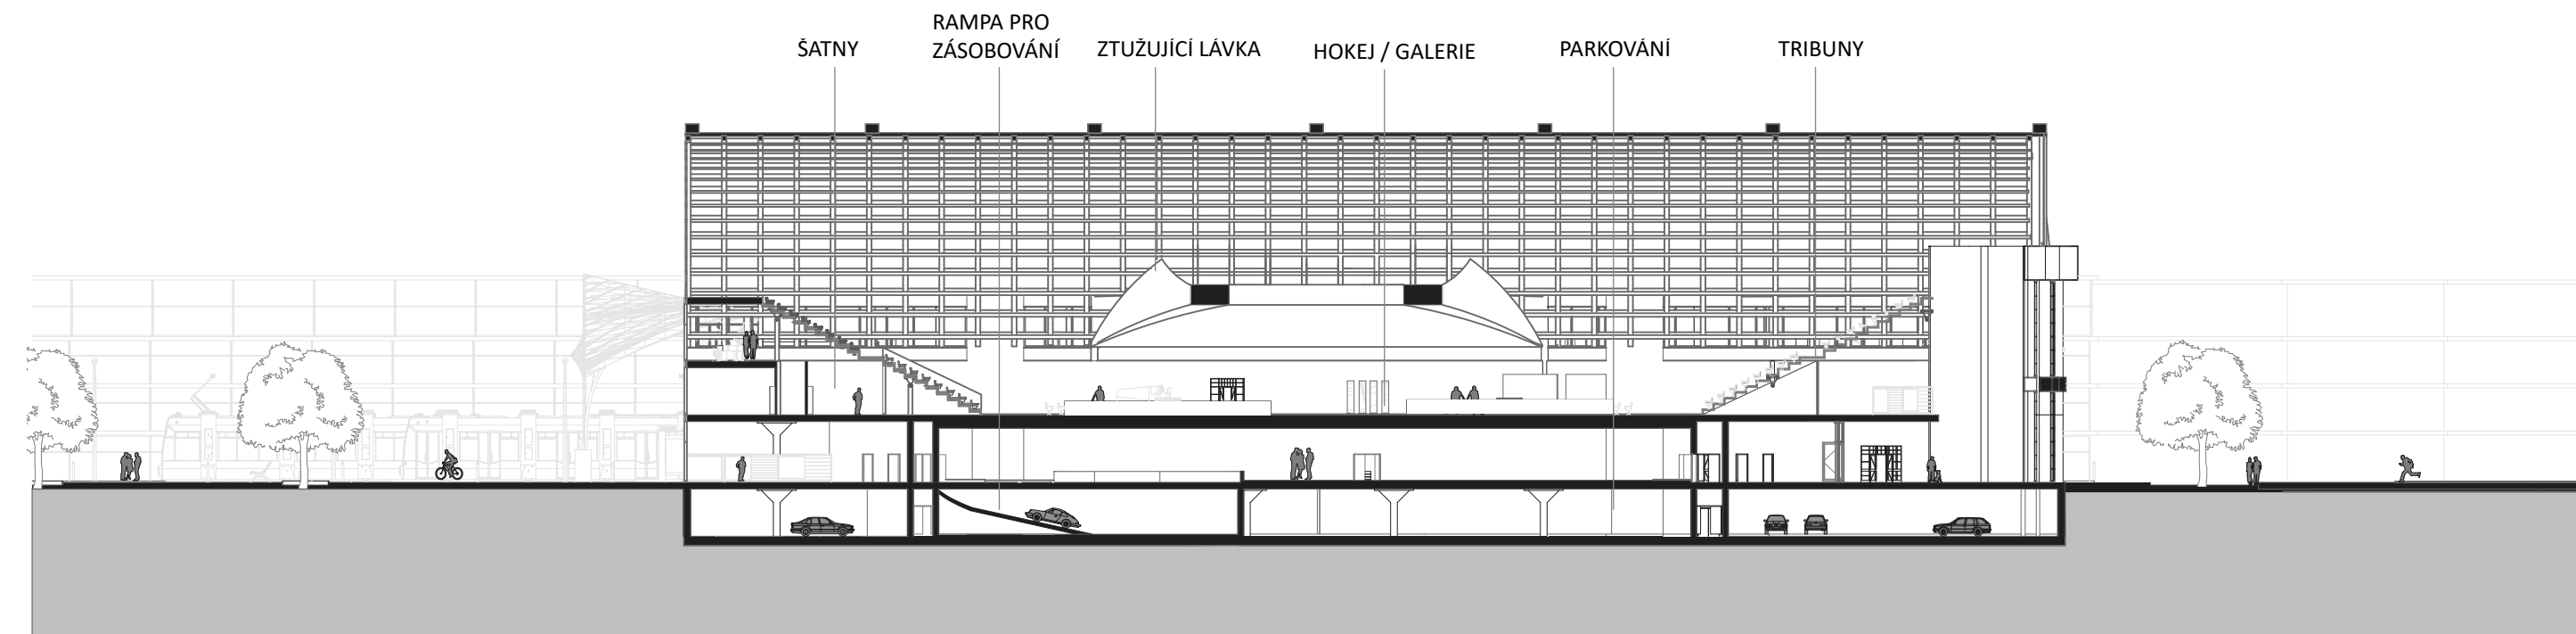 ŠATNY
RAMPA PRO
ZÁSOBOVÁNÍ
ZTUŽUJÍCÍ LÁVKA
HOKEJ / GALERIE
PARKOVÁNÍ
TRIBUNY